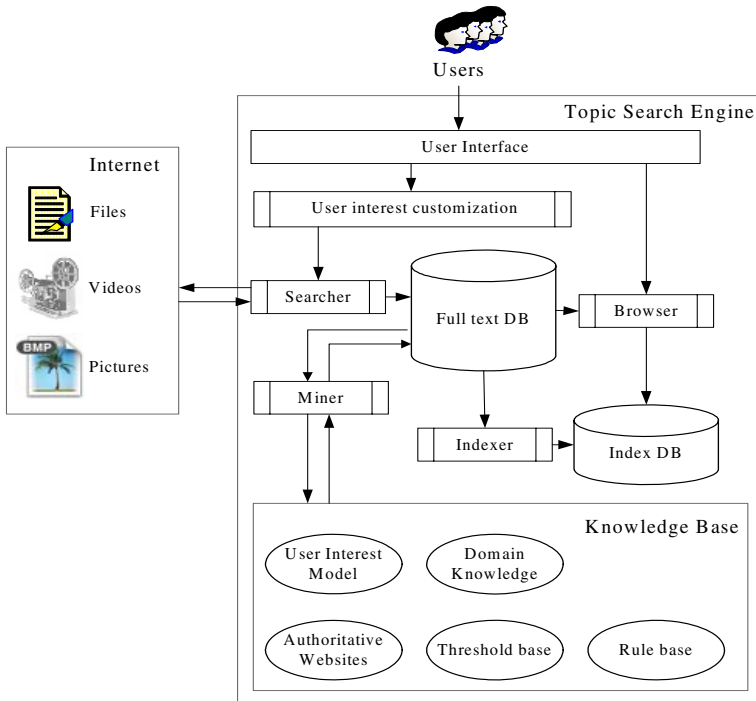 Users
Topic Search Engine
User Interface
Internet
Files
Videos
BMP
Pictures
User interest customization
Searcher
Full text DB
Browser
Miner
Indexer
Index DB
Knowledge Base
User Interest
Model
Domain
Knowledge
Authoritative
Websites
Threshold base
Rule base